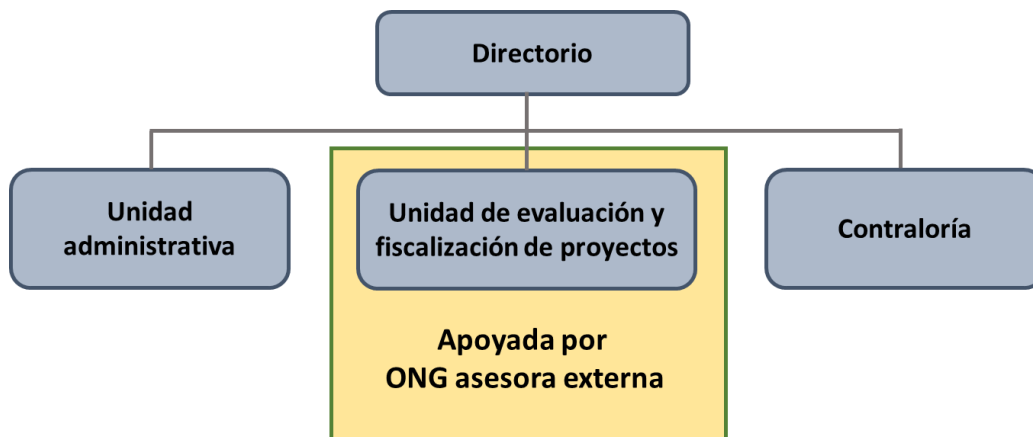 Directorio
Unidad
administrativa
Unidad de evaluación y
fiscalización de proyectos
Contraloría
Apoyada por
ONG asesora externa